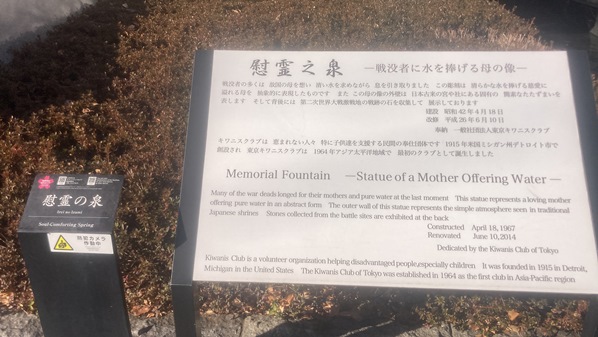 慰霊之泉 —戦没者に水を捧げる母の像—
戦没者の多くは 故国の母を想い 清い水を求めながら 息を引き取りました この彫刻は 清らかな水を捧げる慈愛に
溢れる母を 抽象的に表現したものです また この母の像の外壁は 日本古来の宮や社にある固有の 簡素なたたずまいを
表します そして背後には 第二次世界大戦激戦地の戦跡の石を収集して 展示しております
建設 昭和42年4月18日
改修 平成26年6月10日
奉納 一般社団法人東京キワニスクラブ
キワニスクラブは 恵まれない人々 特に子供達を支援する民間の奉仕団体です 1915年米国ミシガン州デトロイト市で
創設され 東京キワニスクラブは 1964年アジア太平洋地域で 最初のクラブとして誕生しました
Memorial Fountain —Statue of a Mother Offering Water—
Many of the war deads longed for their mothers and pure water at the last moment This statue represents a loving mother
offering pure water in an abstract form The outer wall of this statue represents the simple atmosphere seen in traditional
Japanese shrines Stones collected from the battle sites are exhibited at the back
Constructed April 18, 1967
Renovated June 10, 2014
Dedicated by the Kiwanis Club of Tokyo
Kiwanis Club is a volunteer organization helping disadvantaged people,especially children It was founded in 1915 in Detroit,
Michigan in the United States The Kiwanis Club of Tokyo was established in 1964 as the first club in Asia-Pacific region
慰霊の泉
Soul-Comforting Spring
防犯カメラ
作動中